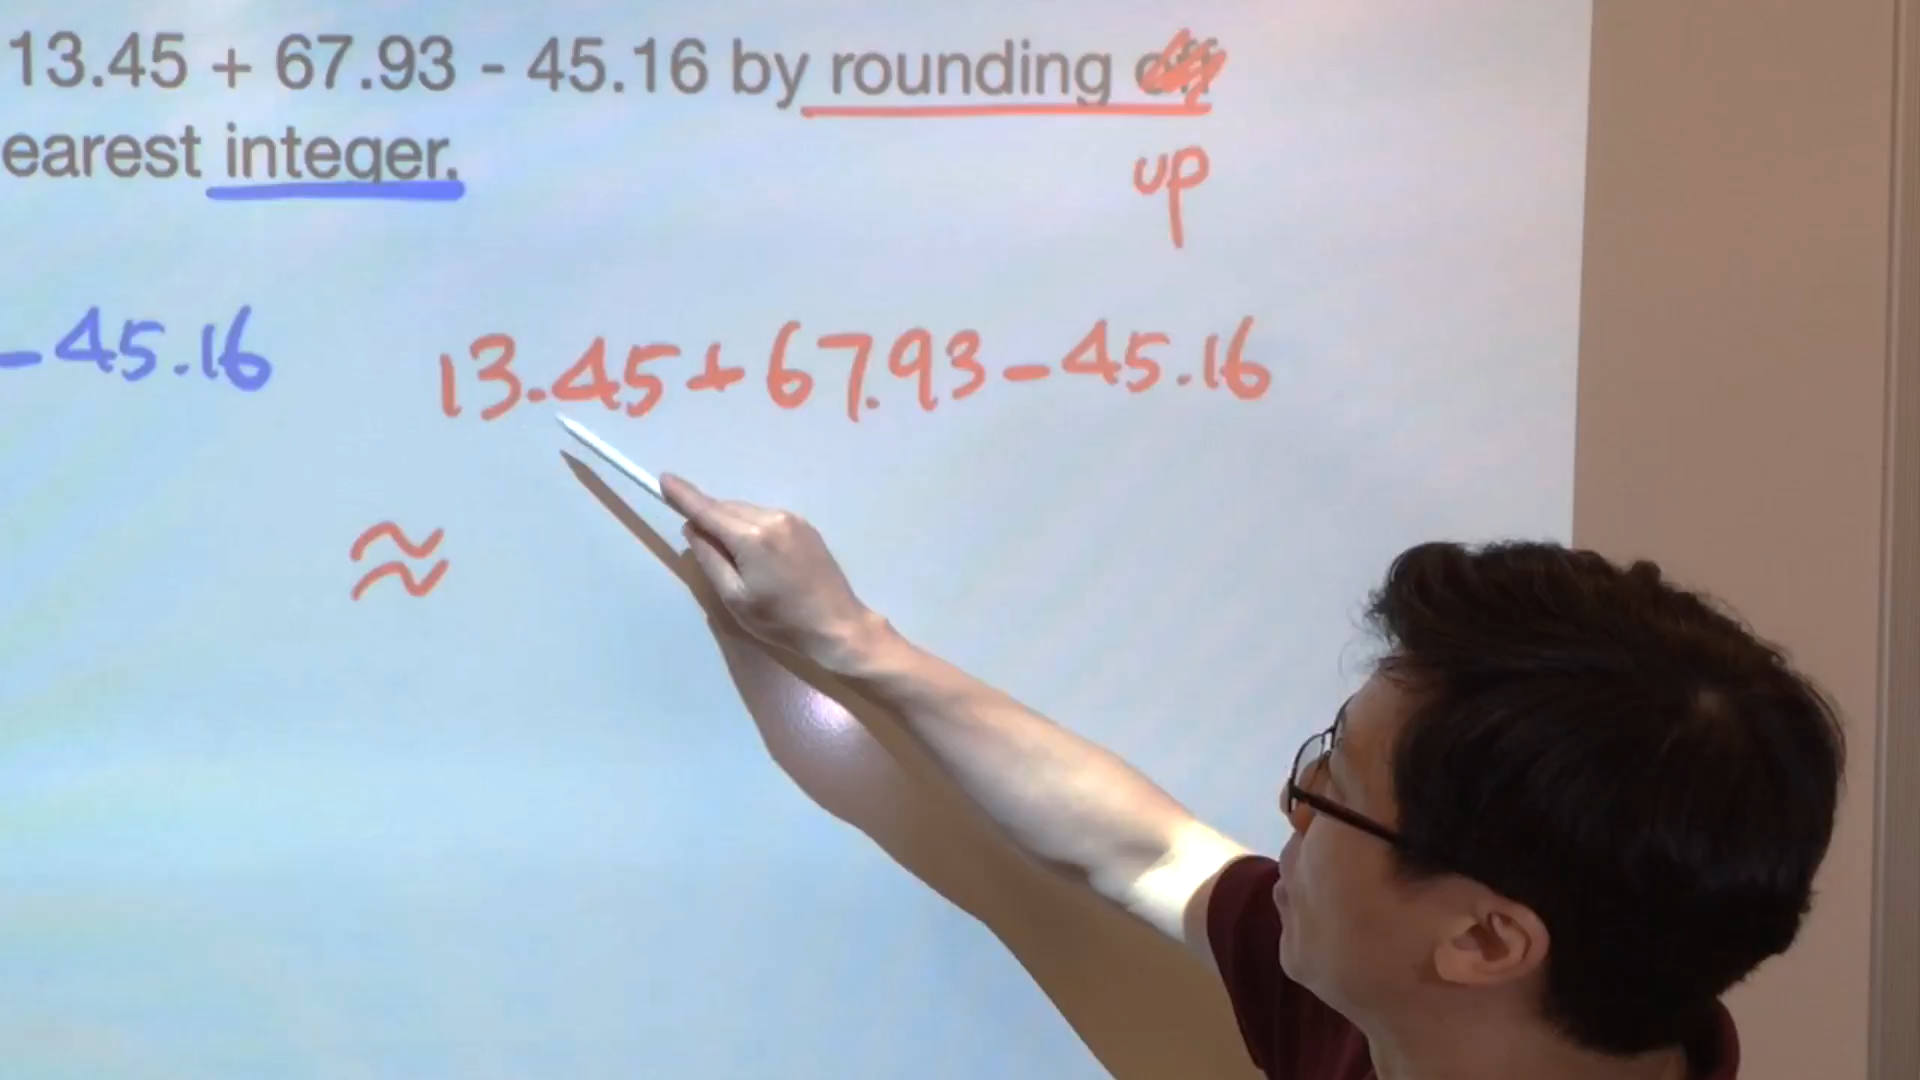 13.45 + 67.93 - 45.16 by rounding off
up
earest integer.
-45.16
13.45+67.93-45.16
≈